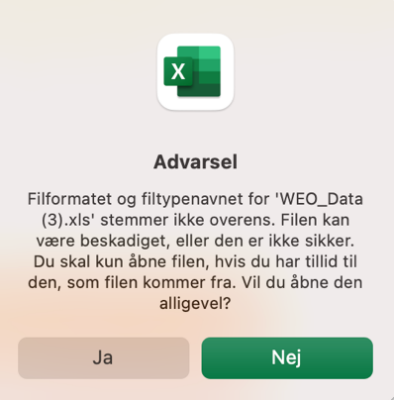 X
Advarsel
Filformatet og filtypenavnet for 'WEO_Data
(3).xls' stemmer ikke overens. Filen kan
være beskadiget, eller den er ikke sikker.
Du skal kun åbne filen, hvis du har tillid til
den, som filen kommer fra. Vil du åbne den
alligevel?
Ja
Nej